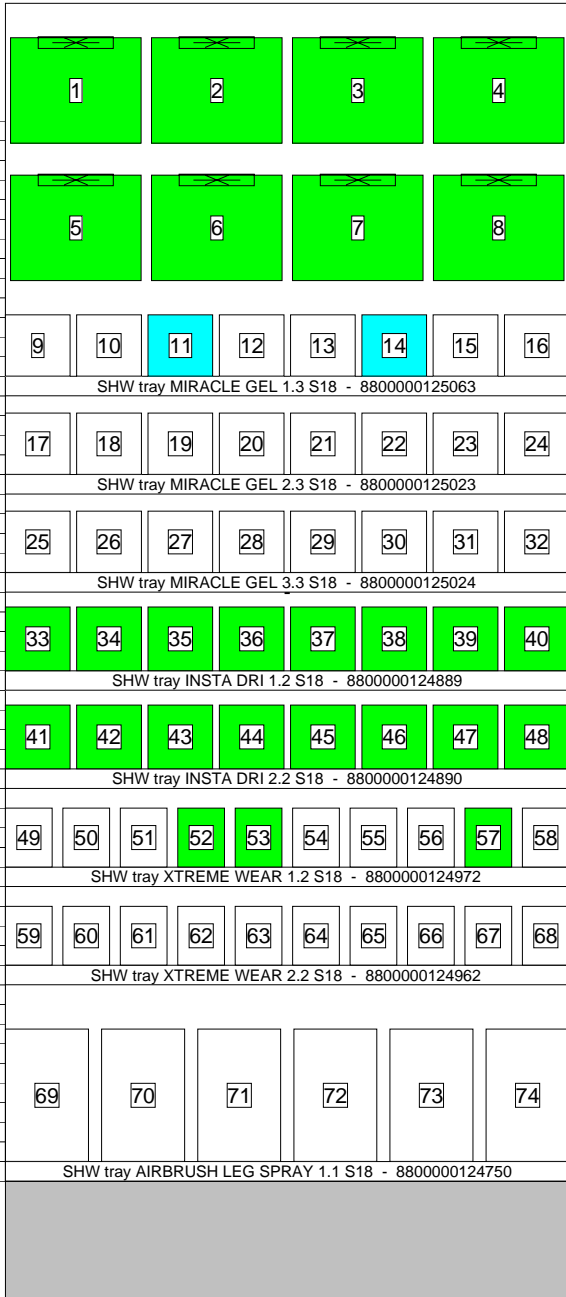 1 2 3 4
5 6 7 8
9 10 11 12 13 14 15 16
SHW tray MIRACLE GEL 1.3 S18 - 8800000125063
17 18 19 20 21 22 23 24
SHW tray MIRACLE GEL 2.3 S18 - 8800000125023
25 26 27 28 29 30 31 32
SHW tray MIRACLE GEL 3.3 S18 - 8800000125024
33 34 35 36 37 38 39 40
SHW tray INSTA DRI 1.2 S18 - 8800000124889
41 42 43 44 45 46 47 48
SHW tray INSTA DRI 2.2 S18 - 8800000124890
49 50 51 52 53 54 55 56 57 58
SHW tray XTREME WEAR 1.2 S18 - 8800000124972
59 60 61 62 63 64 65 66 67 68
SHW tray XTREME WEAR 2.2 S18 - 8800000124962
69 70 71 72 73 74
SHW tray AIRBRUSH LEG SPRAY 1.1 S18 - 8800000124750